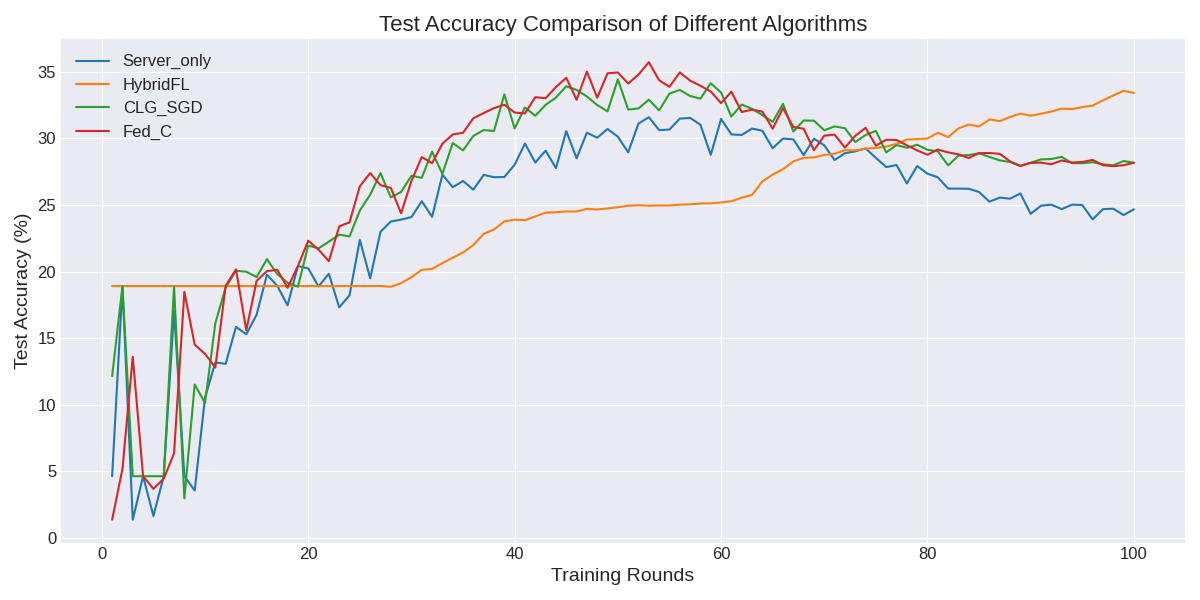 Test Accuracy Comparison of Different Algorithms
Server_only
HybridFL
CLG_SGD
Fed_C
Test Accuracy (%)
35
30
25
20
15
10
5
0
0 20 40 60 80 100
Training Rounds